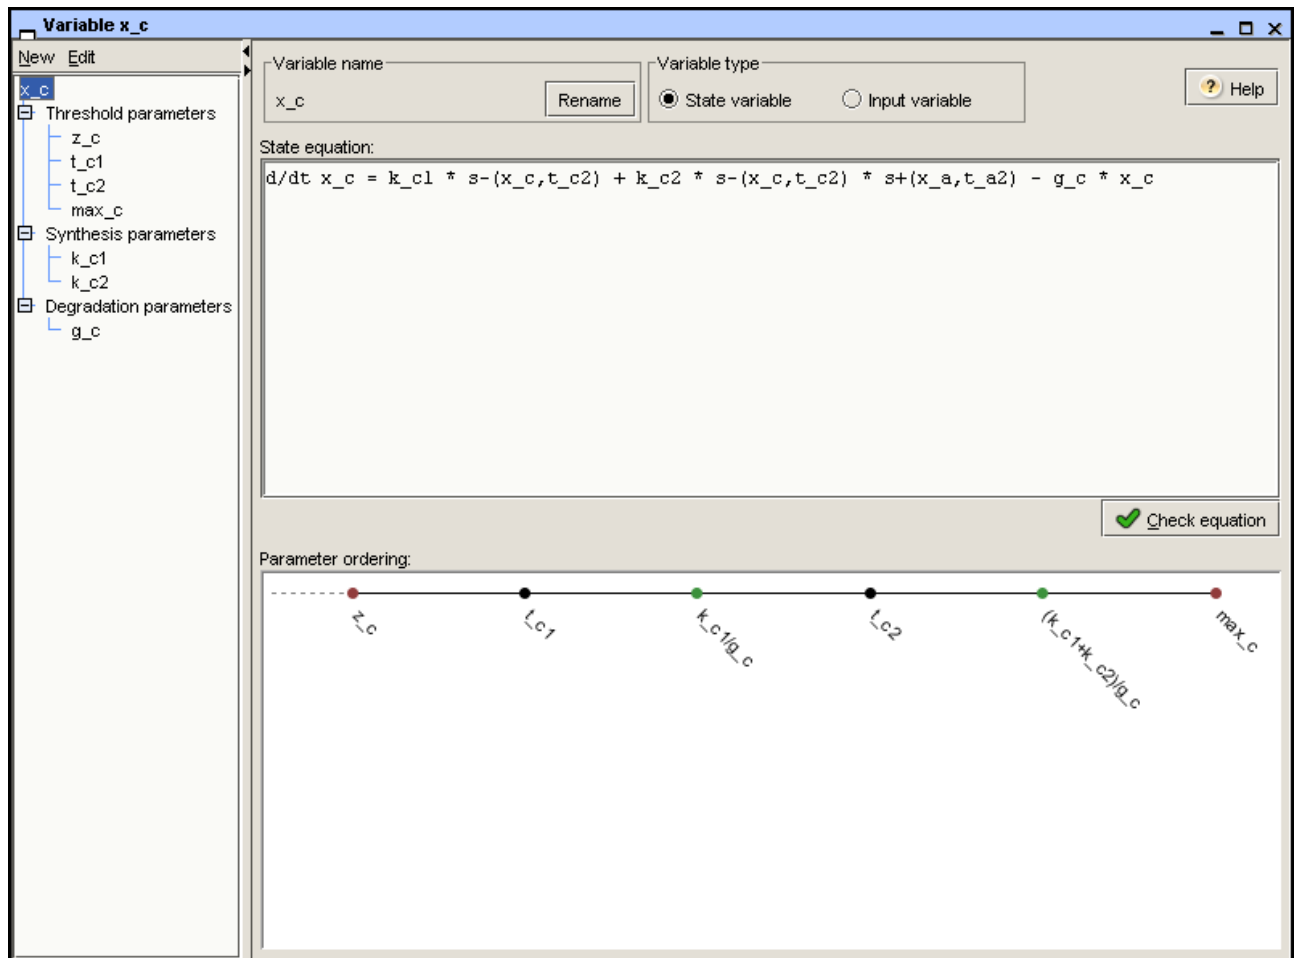 Variable x_c
New Edit
x_c
Threshold parameters
z_c
t_c1
t_c2
max_c
Synthesis parameters
k_c1
k_c2
Degradation parameters
g_c
Variable name
x_c
Rename
Variable type
State variable
Input variable
? Help
State equation:
d/dt x_c = k_c1 * s-(x_c,t_c2) + k_c2 * s-(x_c,t_c2) * s+(x_a,t_a2) - g_c * x_c
Check equation
Parameter ordering:
z_c
t_c1
k_c1/g_c
t_c2
(k_c1+k_c2)/g_c
max_c